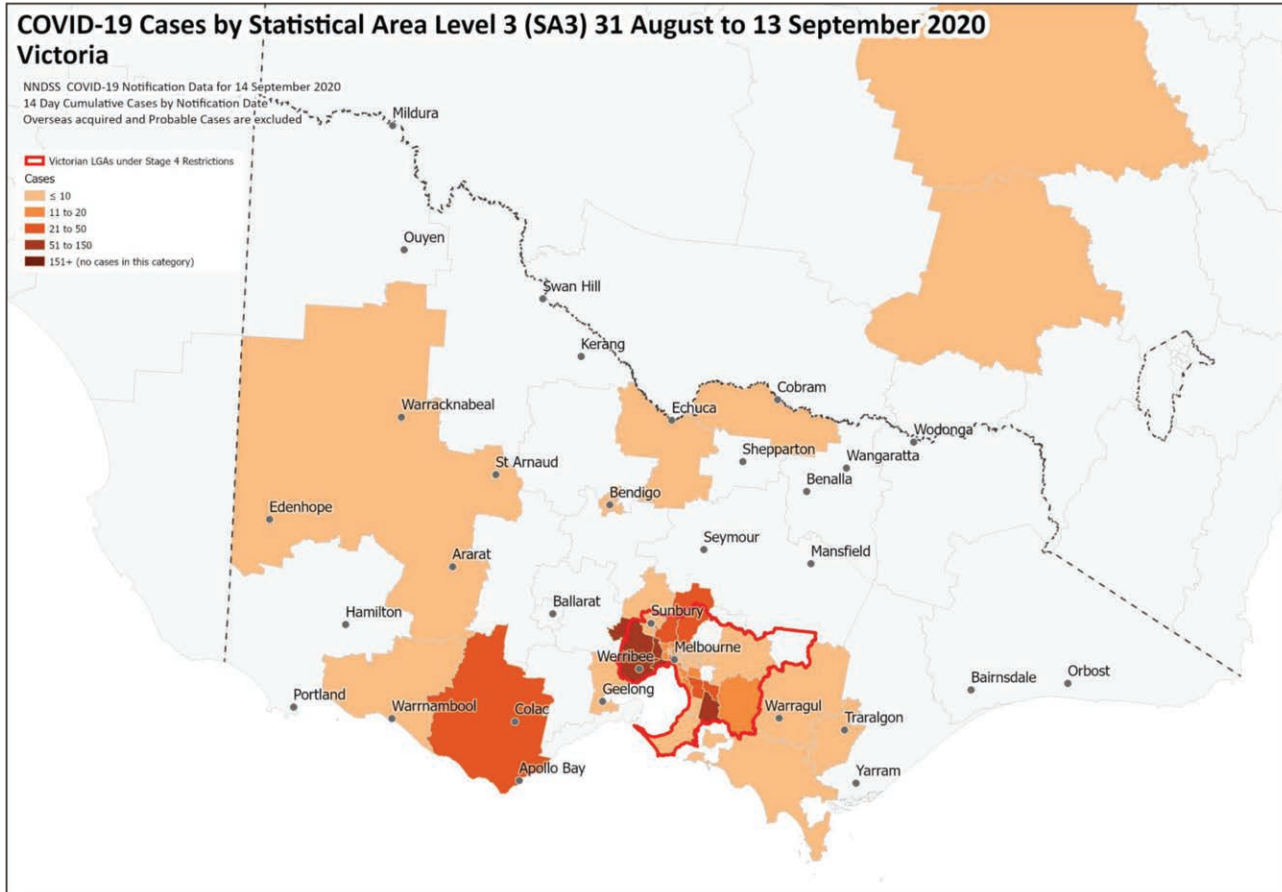 COVID-19 Cases by Statistical Area Level 3 (SA3) 31 August to 13 September 2020
Victoria
NNDSS COVID-19 Notification Data for 14 September 2020
14 Day Cumulative Cases by Notification Date
Overseas acquired and Probable Cases are excluded
Victorian LGAs under Stage 4 Restrictions
Cases
≤ 10
11 to 20
21 to 50
51 to 150
151+ (no cases in this category)
Mildura
Ouyen
Swan Hill
Kerang
Cobram
Warracknabeal
Echuca
Wodonga
Shepparton
Wangaratta
St Arnaud
Benalla
Bendigo
Edenhope
Seymour
Mansfield
Ararat
Ballarat
Hamilton
Sunbury
Melbourne
Werribee
Bairnsdale
Orbost
Geelong
Portland
Warrnambool
Colac
Warragul
Traralgon
Apollo Bay
Yarram